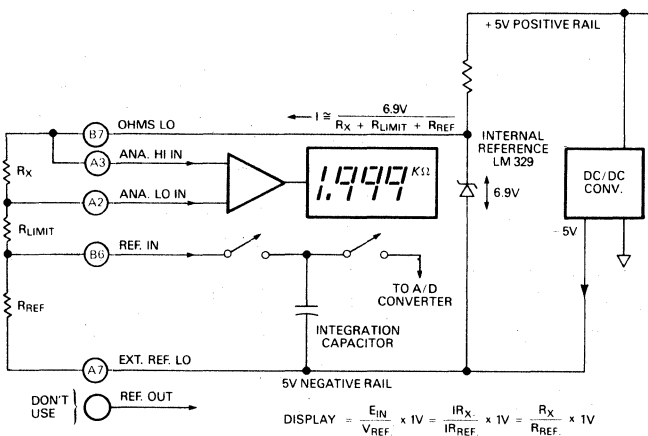 + 5V POSITIVE RAIL
I ≅ 6.9V / RX + RLIMIT + RREF
B7 OHMS LO
A3 ANA. HI IN
A2 ANA. LO IN
RX
RLIMIT
1.999 KΩ
INTERNAL
REFERENCE
LM 329
6.9V
DC/DC
CONV.
- 5V
B6 REF. IN
TO A/D
CONVERTER
RREF
INTEGRATION
CAPACITOR
A7 EXT. REF. LO
5V NEGATIVE RAIL
DON'T
USE
REF. OUT
DISPLAY = EIN / VREF. x 1V = IRX. / IRREF. x 1V = RX / RREF. x 1V